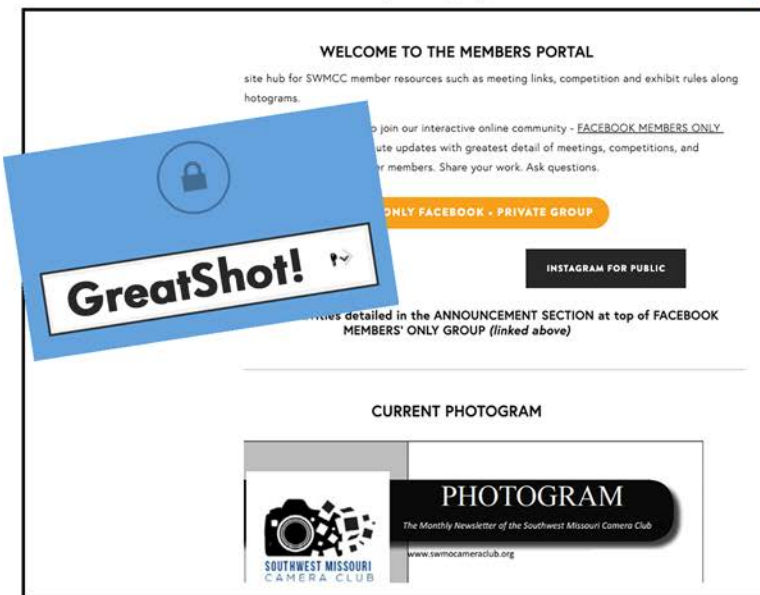 WELCOME TO THE MEMBERS PORTAL
site hub for SWMCC member resources such as meeting links, competition and exhibit rules along
hotograms.
join our interactive online community - FACEBOOK MEMBERS ONLY
ute updates with greatest detail of meetings, competitions, and
r members. Share your work. Ask questions.
ONLY FACEBOOK - PRIVATE GROUP
GreatShot!
INSTAGRAM FOR PUBLIC
detailed in the ANNOUNCEMENT SECTION at top of FACEBOOK
MEMBERS' ONLY GROUP (linked above)
CURRENT PHOTOGRAM
PHOTOGRAM
The Monthly Newsletter of the Southwest Missouri Camera Club
www.swmocameraclub.org
SOUTHWEST MISSOURI
CAMERA CLUB